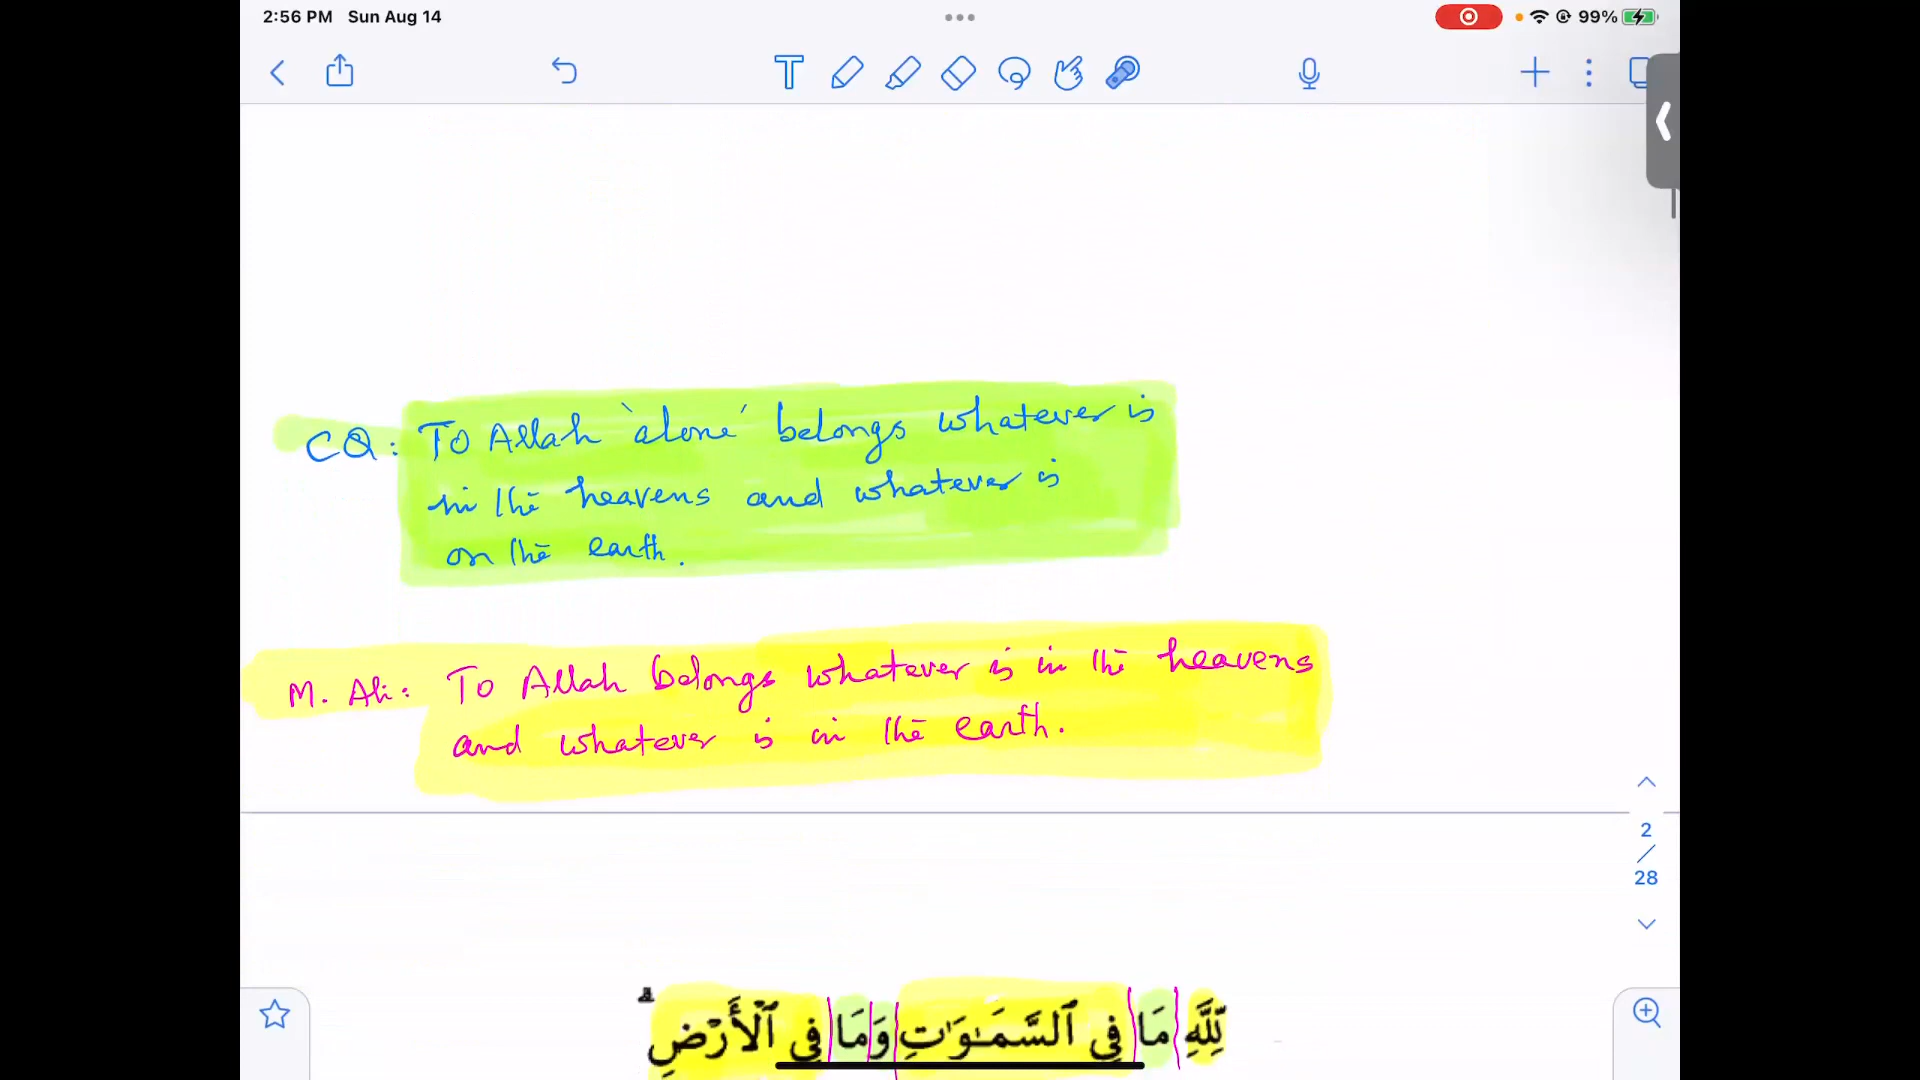 2:56 PM Sun Aug 14
99%
CQ: To Allah `alone´ belongs whatever is
in the heavens and whatever is
on the earth.
M. Ali: To Allah belongs whatever is in the heavens
and whatever is in the earth.
2
/
28
لِّلَّهِ مَا فِي ٱلسَّمَـٰوَٰتِ وَمَا فِي ٱلْأَرْضِ ۗ